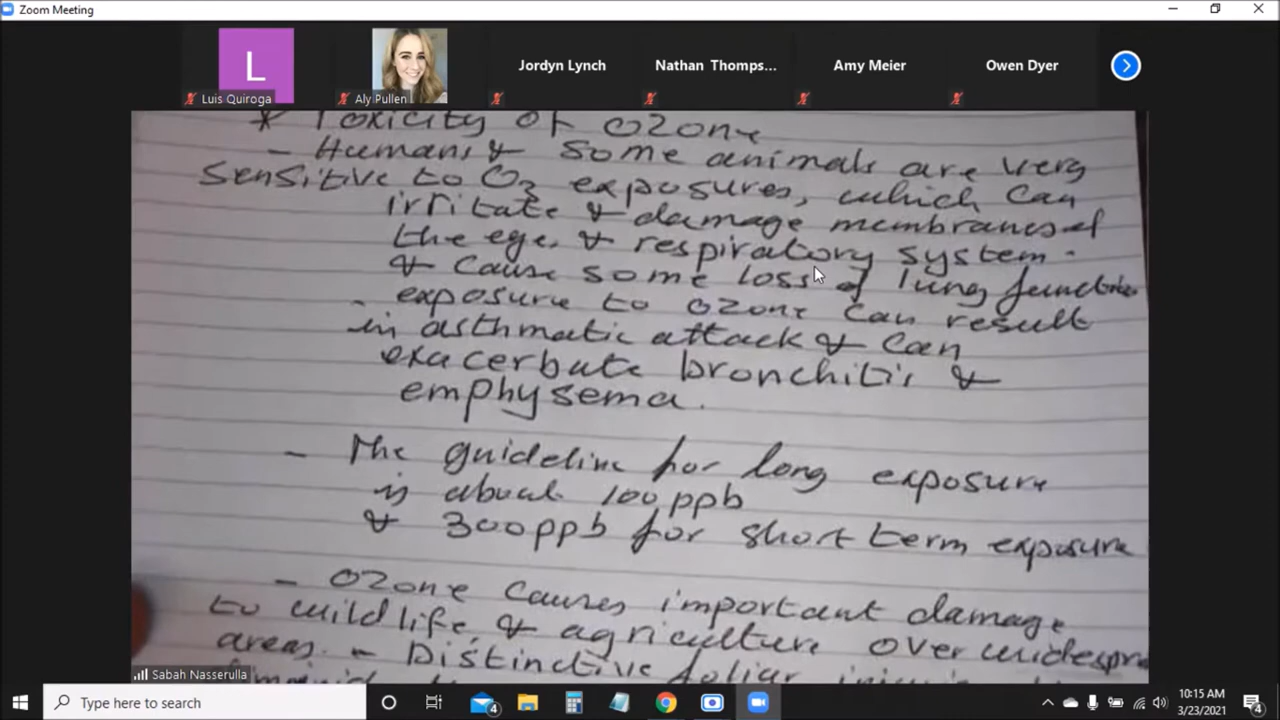 Zoom Meeting
L
Luis Quiroga
Aly Pullen
Jordyn Lynch
Nathan Thomps...
Amy Meier
Owen Dyer
* Toxicity of Ozone
- Humans & some animals are very
sensitive to O3 exposures, which can
irritate & damage membranes of
the eye, & respiratory system.
& cause some loss of lung function
- exposure to ozone can result
in asthmatic attack & can
exacerbate bronchitis &
emphysema.
- The guideline for long exposure
is about 100 ppb
& 300 ppb for short term exposure
- Ozone causes important damage
to wildlife, & agriculture over widespre
areas. - Distinctive foliar
Sabah Nasserulla
Type here to search
4
10:15 AM
3/23/2021
4